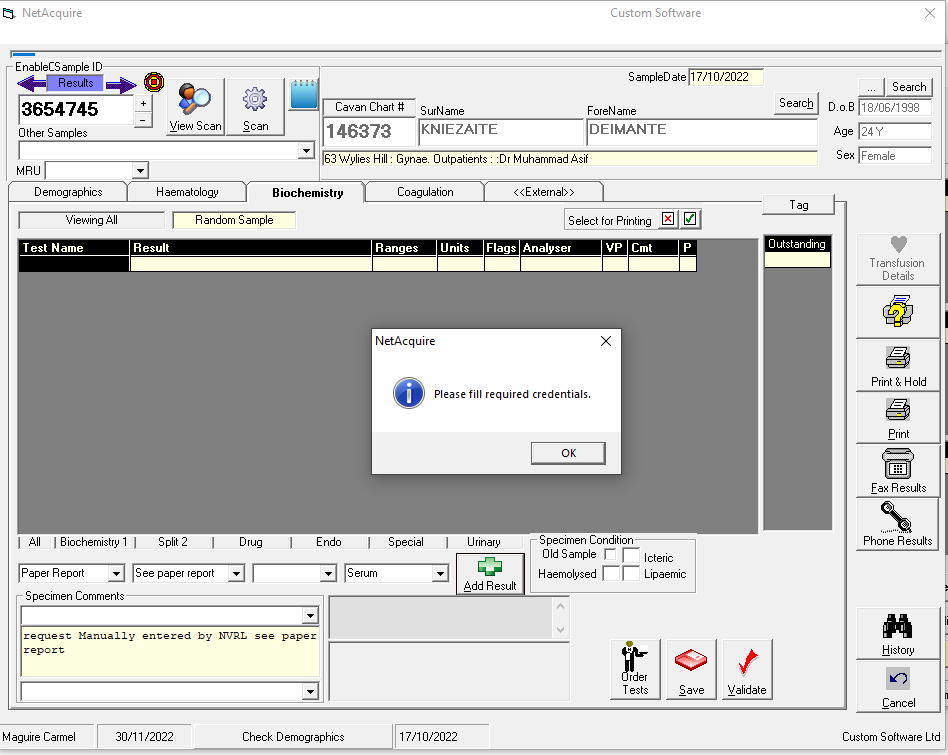 NetAcquire
Custom Software
EnableCSample ID
Results
3654745
+
-
View Scan
Scan
Other Samples
MRU
SampleDate 17/10/2022
Cavan Chart #
SurName
ForeName
Search
146373
KNIEZAITE
DEIMANTE
63 Wylies Hill : Gynae. Outpatients : :Dr Muhammad Asif
...
Search
D.o.B 18/06/1998
Age 24 Y
Sex Female
Demographics
Haematology
Biochemistry
Coagulation
<<External>>
Viewing All
Random Sample
Select for Printing
Tag
Test Name Result Ranges Units Flags Analyser VP Cmt P
Outstanding
Transfusion
Details
Print & Hold
Print
Fax Results
Phone Results
NetAcquire
Please fill required credentials.
OK
| All | Biochemistry 1 | Split 2 | Drug | Endo | Special | Urinary
Paper Report
See paper report
Serum
Add Result
Specimen Condition
Old Sample
Icteric
Haemolysed
Lipaemic
Specimen Comments
request Manually entered by NVRL see paper
report
Order
Tests
Save
Validate
History
Cancel
Maguire Carmel
30/11/2022
Check Demographics
17/10/2022
Custom Software Ltd